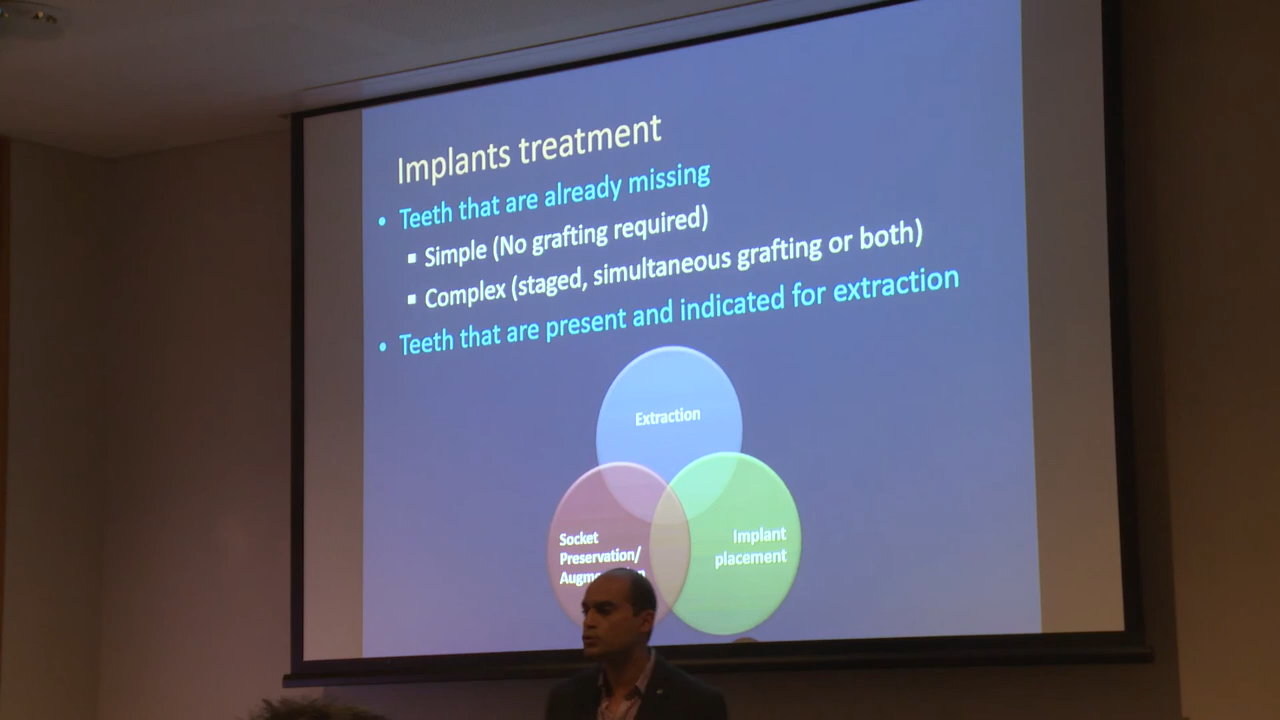 Implants treatment
• Teeth that are already missing
▪ Simple (No grafting required)
▪ Complex (staged, simultaneous grafting or both)
• Teeth that are present and indicated for extraction
Extraction
Socket
Preservation/
Implant
placement